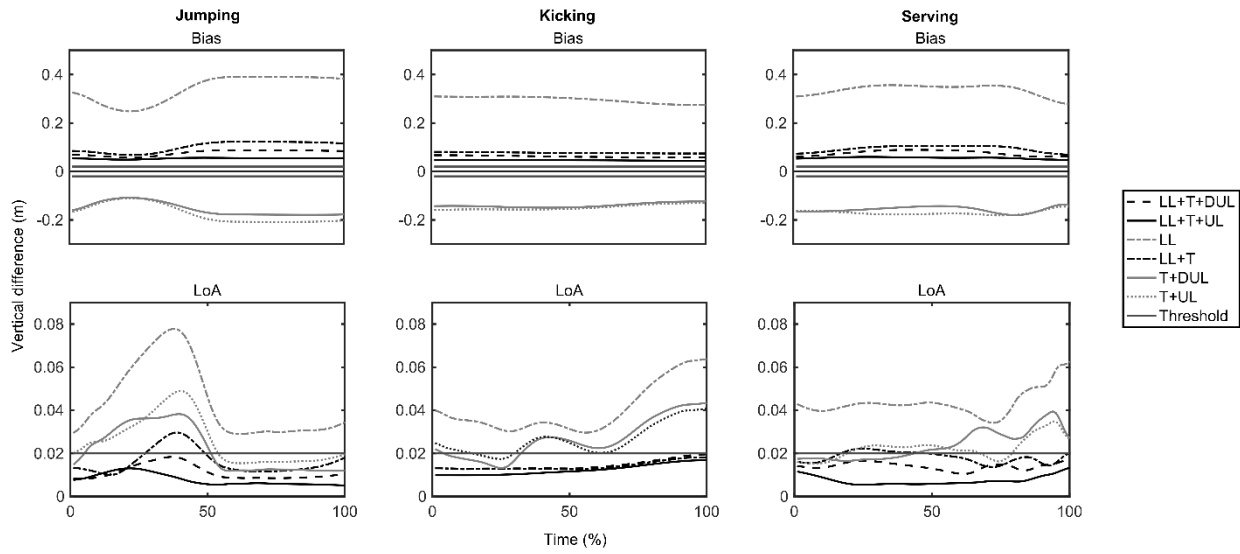 Jumping
Kicking
Serving
Bias
Bias
Bias
0.4
0.2
0
-0.2
0.4
0.2
0
-0.2
0.4
0.2
0
-0.2
Vertical difference (m)
LoA
LoA
LoA
0.08
0.06
0.04
0.02
0
0.08
0.06
0.04
0.02
0
0.08
0.06
0.04
0.02
0
0
50
100
0
50
100
0
50
100
Time (%)
LL+T+DUL
LL+T+UL
LL
LL+T
T+DUL
T+UL
Threshold